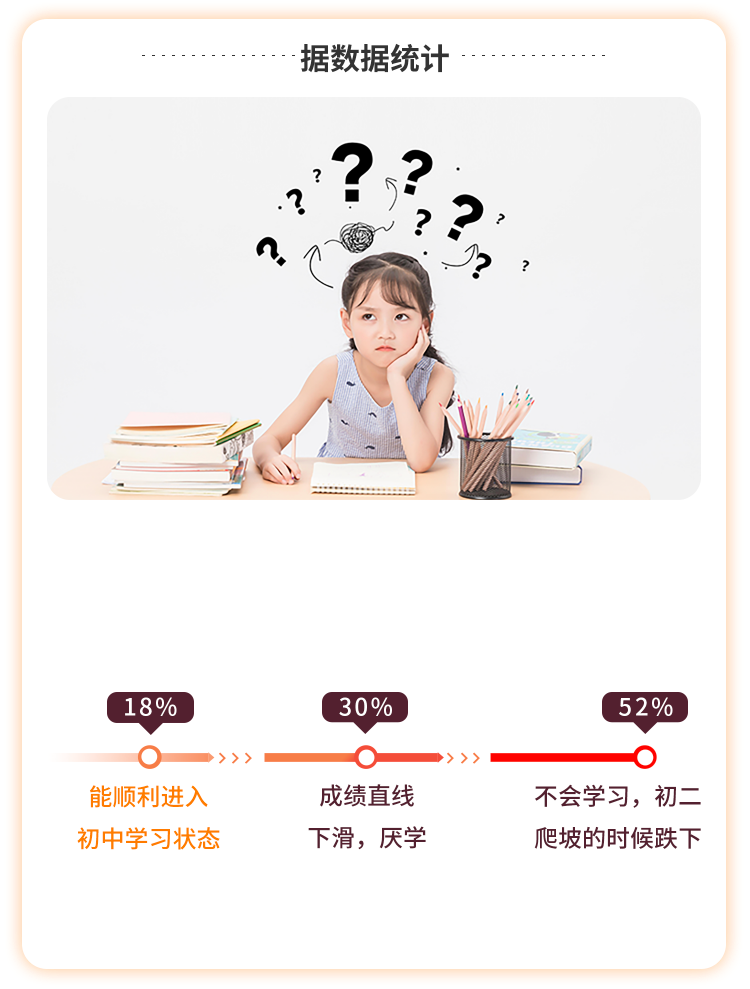 据数据统计
? ? ? ? ? ? ? ? ? ?
18% 30% 52%
能顺利进入 成绩直线 不会学习，初二
初中学习状态 下滑，厌学 爬坡的时候跌下